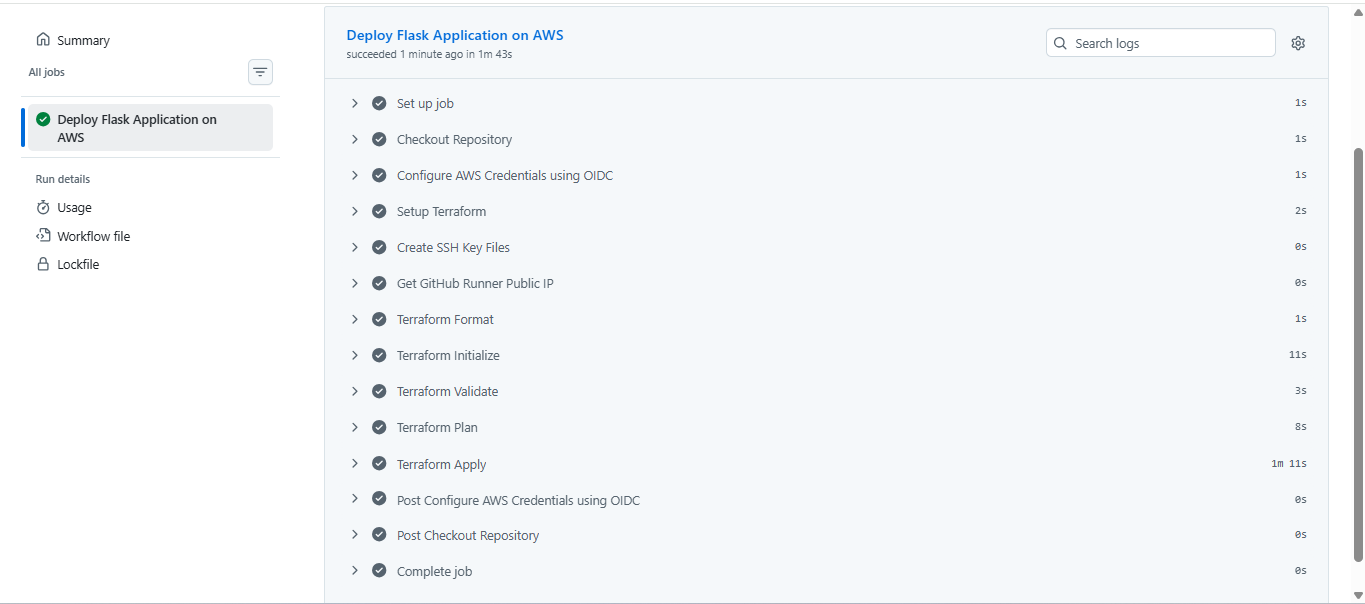 Summary
All jobs
Deploy Flask Application on
AWS
Run details
Usage
Workflow file
Lockfile
Deploy Flask Application on AWS
succeeded 1 minute ago in 1m 43s
Search logs
Set up job 1s
Checkout Repository 1s
Configure AWS Credentials using OIDC 1s
Setup Terraform 2s
Create SSH Key Files 0s
Get GitHub Runner Public IP 0s
Terraform Format 1s
Terraform Initialize 11s
Terraform Validate 3s
Terraform Plan 8s
Terraform Apply 1m 11s
Post Configure AWS Credentials using OIDC 0s
Post Checkout Repository 0s
Complete job 0s